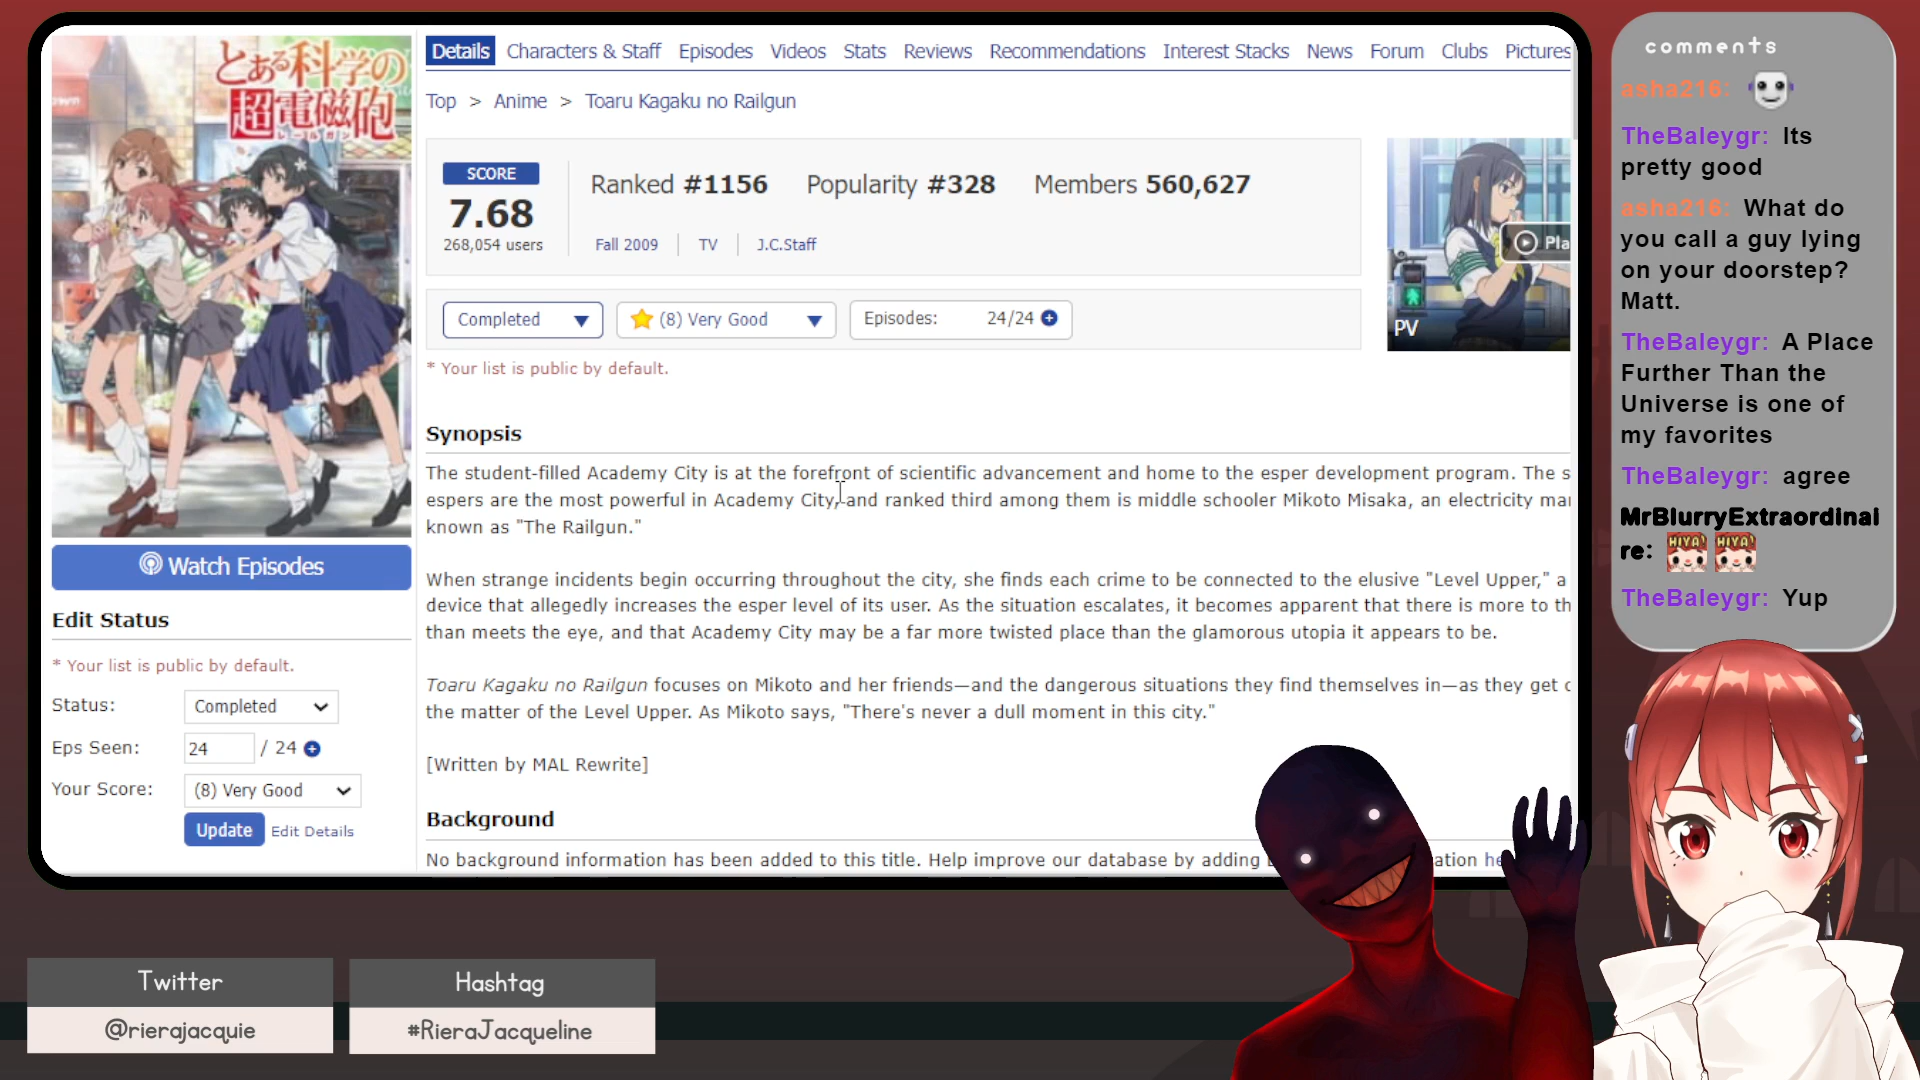 とある科学の
超電磁砲
レールガン
Details Characters & Staff Episodes Videos Stats Reviews Recommendations Interest Stacks News Forum Clubs Pictures
Top > Anime > Toaru Kagaku no Railgun
SCORE
7.68
268,054 users
Ranked #1156 Popularity #328 Members 560,627
Fall 2009 TV J.C.Staff
Completed (8) Very Good Episodes: 24/24
* Your list is public by default.
PV
Synopsis
The student-filled Academy City is at the forefront of scientific advancement and home to the esper development program. The s
espers are the most powerful in Academy City, and ranked third among them is middle schooler Mikoto Misaka, an electricity
known as "The Railgun."
When strange incidents begin occurring throughout the city, she finds each crime to be connected to the elusive "Level Upper," a
device that allegedly increases the esper level of its user. As the situation escalates, it becomes apparent that there is more to
than meets the eye, and that Academy City may be a far more twisted place than the glamorous utopia it appears to be.
Toaru Kagaku no Railgun focuses on Mikoto and her friends—and the dangerous situations they find themselves in—as they get
the matter of the Level Upper. As Mikoto says, "There's never a dull moment in this city."
[Written by MAL Rewrite]
Background
No background information has been added to this title. Help improve our database by adding
Watch Episodes
Edit Status
* Your list is public by default.
Status: Completed
Eps Seen: 24 / 24
Your Score: (8) Very Good
Update Edit Details
Twitter
@rierajacquie
Hashtag
#RieraJacqueline
comments
asha216:
TheBaleygr: Its
pretty good
asha216: What do
you call a guy lying
on your doorstep?
Matt.
TheBaleygr: A Place
Further Than the
Universe is one of
my favorites
TheBaleygr: agree
MrBlurryExtraordinai
re: HIYA! HIYA!
TheBaleygr: Yup